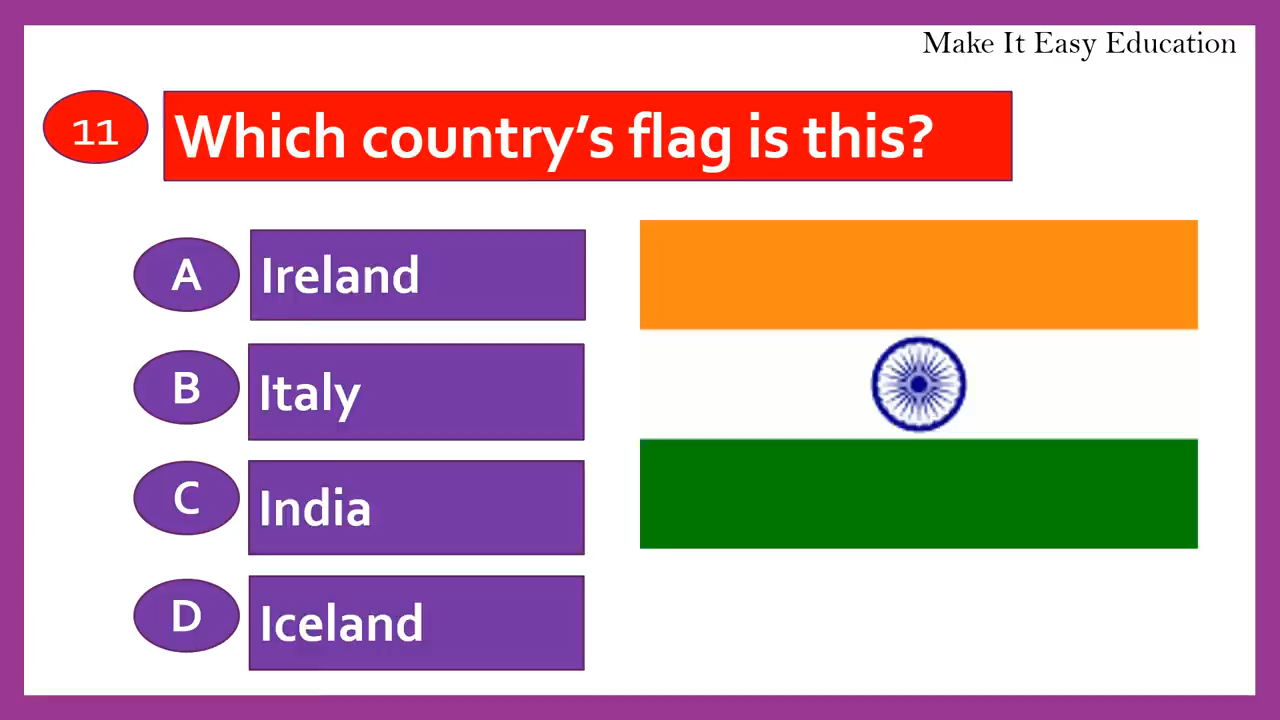 Make It Easy Education
11
Which country's flag is this?
A
Ireland
B
Italy
C
India
D
Iceland